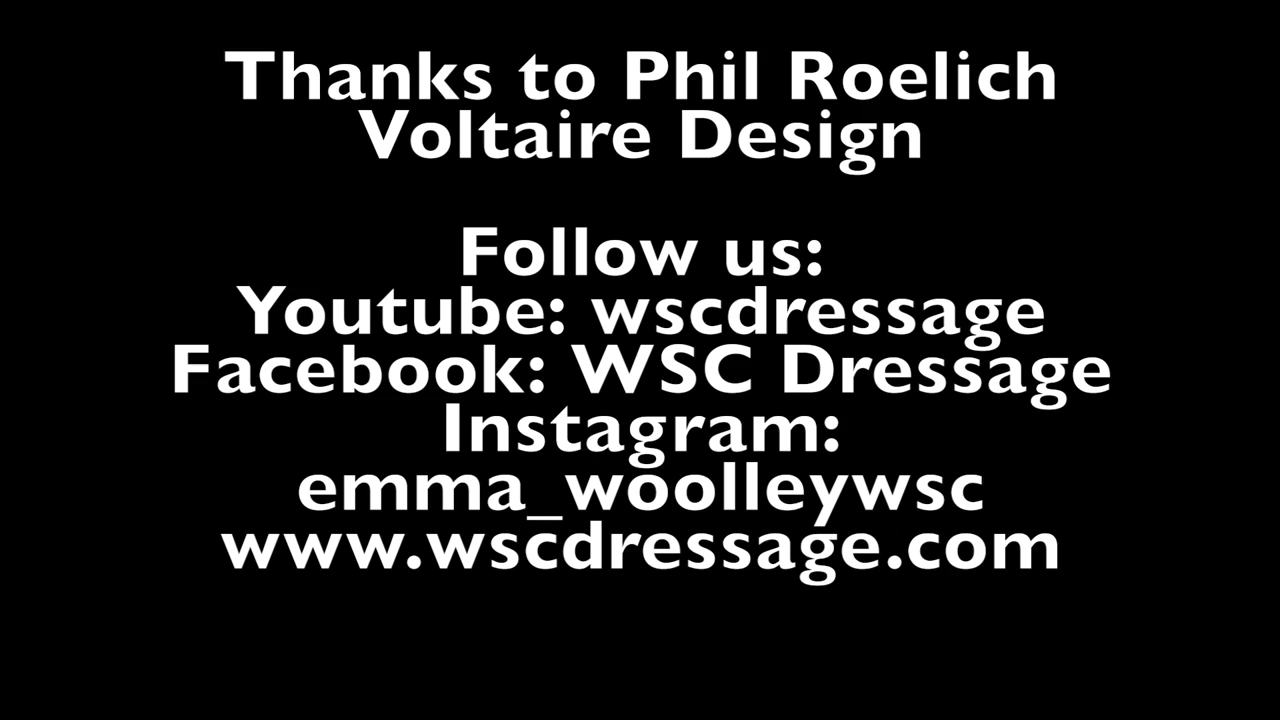 Thanks to Phil Roelich
Voltaire Design
Follow us:
Youtube: wscdressage
Facebook: WSC Dressage
Instagram:
emma_woolleywsc
www.wscdressage.com